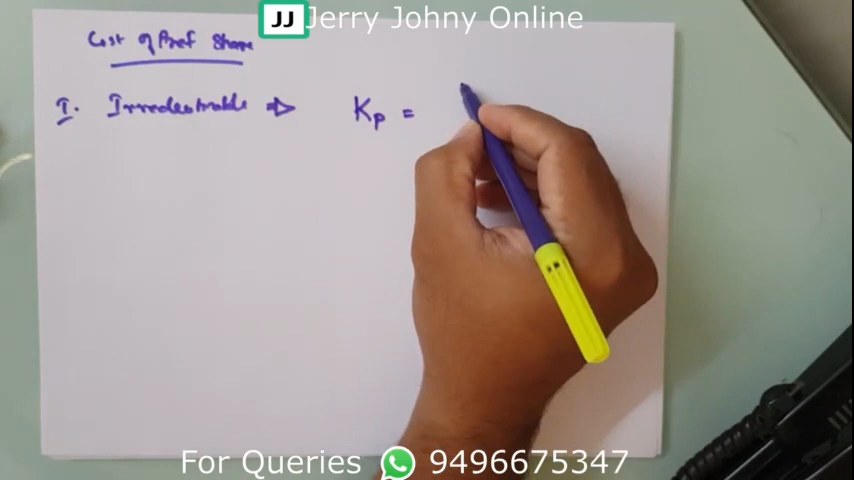 JJ Jerry Johny Online
Cost of Pref Share
I. Irredeemable ⇒ Kp =
For Queries 9496675347